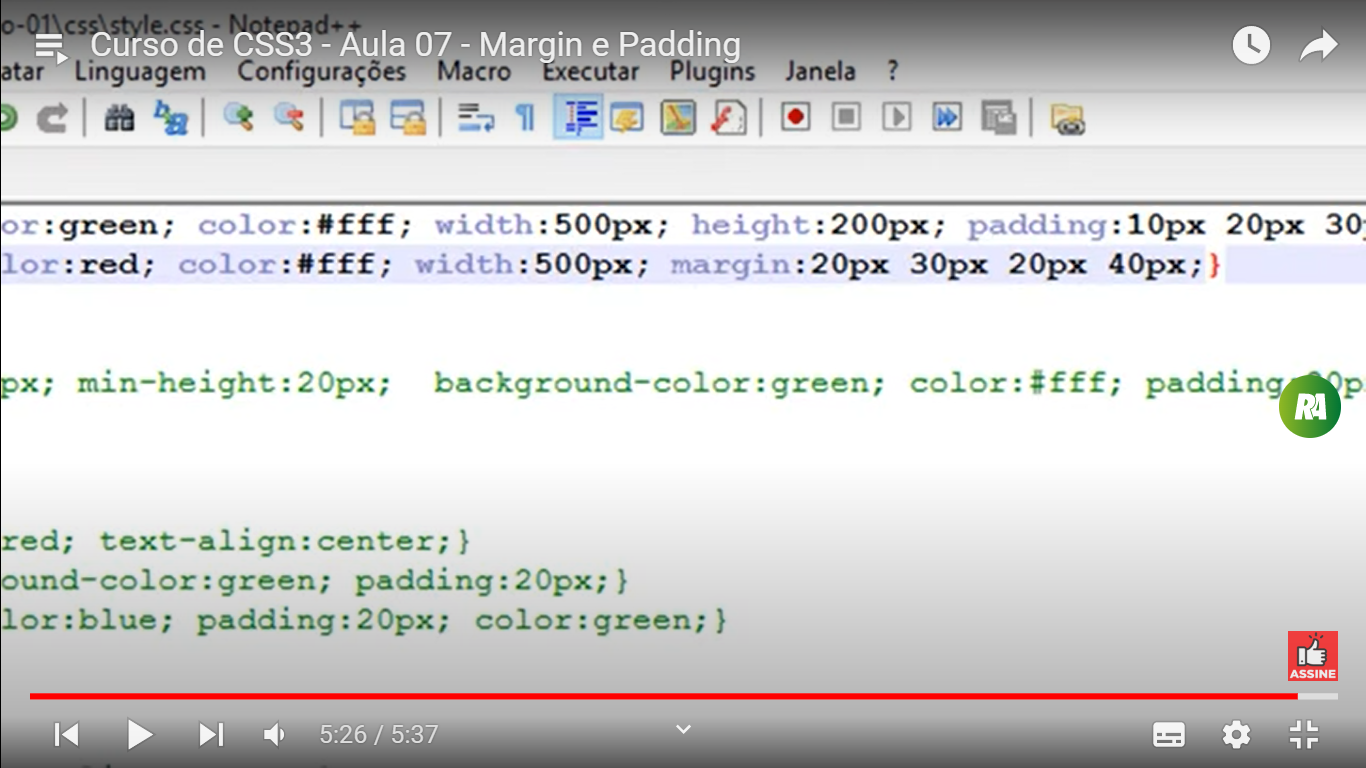 o-01\css\style.css - Notepad++
Curso de CSS3 - Aula 07 - Margin e Padding
atar Linguagem Configurações Macro Executar Plugins Janela ?
or:green; color:#fff; width:500px; height:200px; padding:10px 20px 30p
lor:red; color:#fff; width:500px; margin:20px 30px 20px 40px;}
px; min-height:20px; background-color:green; color:#fff; padding:20p
RA
red; text-align:center;}
ound-color:green; padding:20px;}
lor:blue; padding:20px; color:green;}
ASSINE
5:26 / 5:37